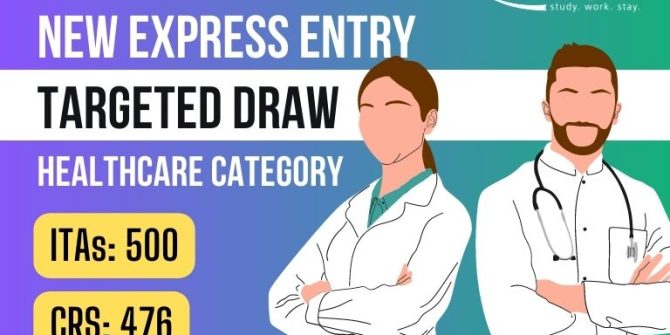 study. work. stay.
NEW EXPRESS ENTRY
TARGETED DRAW
HEALTHCARE CATEGORY
ITAs: 500
CRS: 476